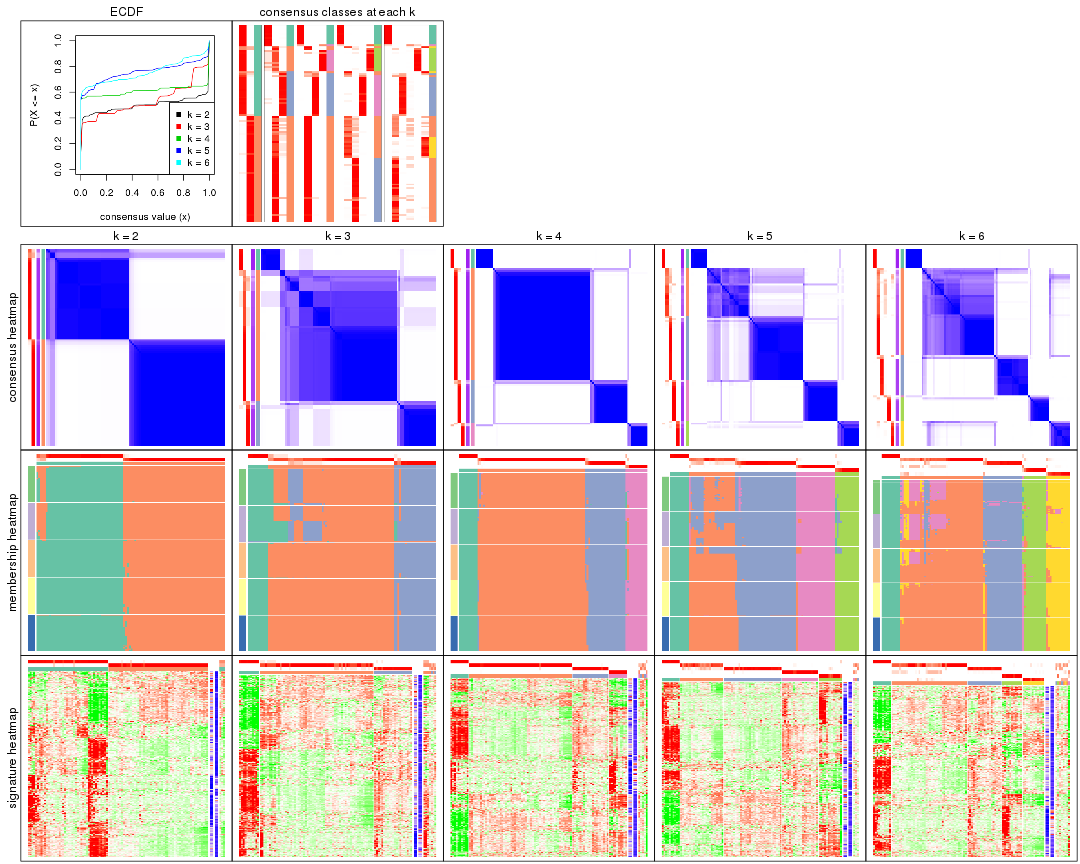 ECDF
consensus classes at each k
P(X <= x)
0.0
0.2
0.4
0.6
0.8
1.0
k = 2
k = 3
k = 4
k = 5
k = 6
0.0 0.2 0.4 0.6 0.8 1.0
consensus value (x)
k = 2
k = 3
k = 4
k = 5
k = 6
consensus heatmap
membership heatmap
signature heatmap